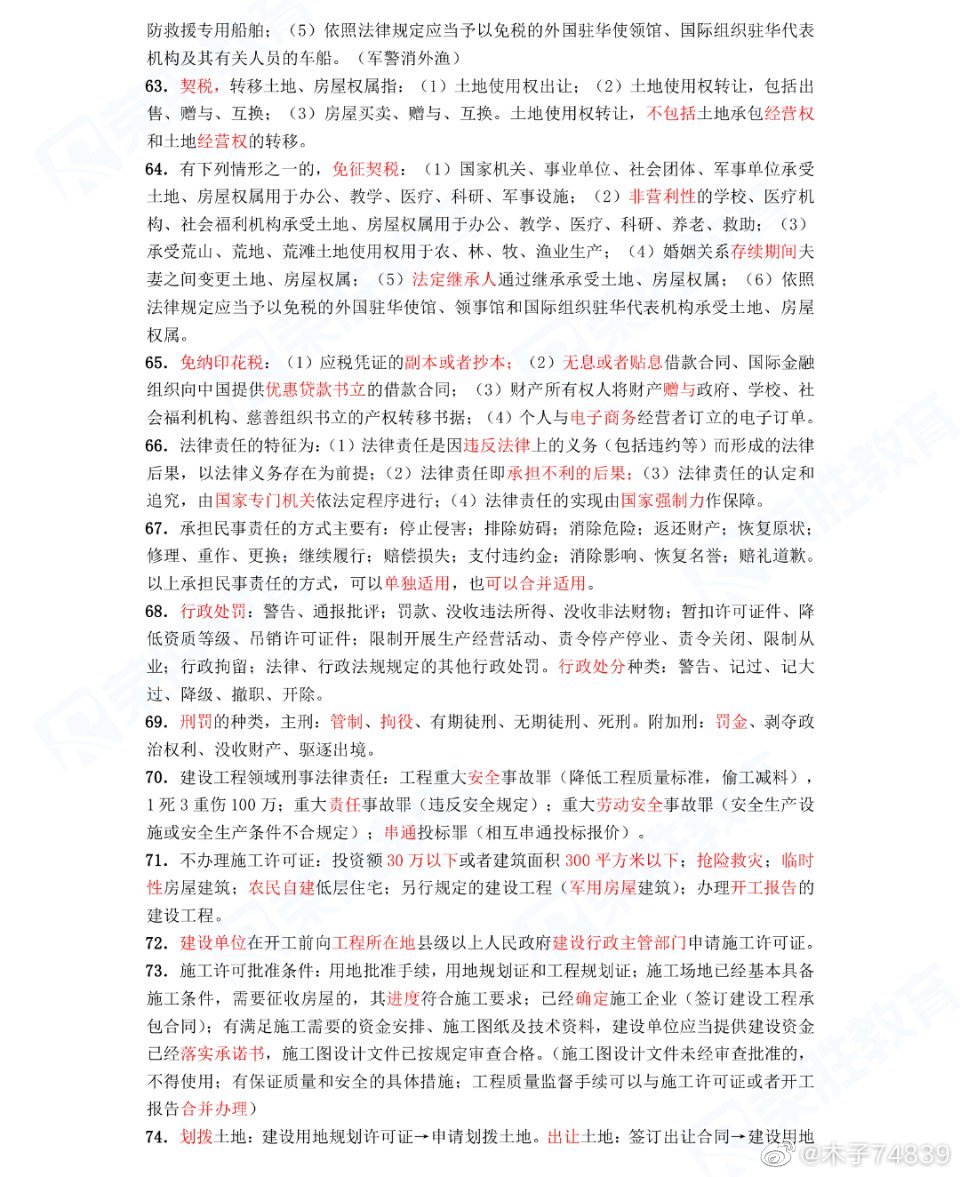 防救援专用船舶；（5）依照法律规定应当予以免税的外国驻华使领馆、国际组织驻华代表
机构及其有关人员的车船。（军警消外渔）
63．契税，转移土地、房屋权属指：（1）土地使用权出让；（2）土地使用权转让，包括出
售、赠与、互换；（3）房屋买卖、赠与、互换。土地使用权转让，不包括土地承包经营权
和土地经营权的转移。
64．有下列情形之一的，免征契税：（1）国家机关、事业单位、社会团体、军事单位承受
土地、房屋权属用于办公、教学、医疗、科研、军事设施；（2）非营利性的学校、医疗机
构、社会福利机构承受土地、房屋权属用于办公、教学、医疗、科研、养老、救助；（3）
承受荒山、荒地、荒滩土地使用权用于农、林、牧、渔业生产；（4）婚姻关系存续期间夫
妻之间变更土地、房屋权属；（5）法定继承人通过继承承受土地、房屋权属；（6）依照
法律规定应当予以免税的外国驻华使馆、领事馆和国际组织驻华代表机构承受土地、房屋
权属。
65．免纳印花税：（1）应税凭证的副本或者抄本；（2）无息或者贴息借款合同、国际金融
组织向中国提供优惠贷款书立的借款合同；（3）财产所有权人将财产赠与政府、学校、社
会福利机构、慈善组织书立的产权转移书据；（4）个人与电子商务经营者订立的电子订单。
66．法律责任的特征为：（1）法律责任是因违反法律上的义务（包括违约等）而形成的法律
后果，以法律义务存在为前提；（2）法律责任即承担不利的后果；（3）法律责任的认定和
追究，由国家专门机关依法定程序进行；（4）法律责任的实现由国家强制力作保障。
67．承担民事责任的方式主要有：停止侵害；排除妨碍；消除危险；返还财产；恢复原状；
修理、重作、更换；继续履行；赔偿损失；支付违约金；消除影响、恢复名誉；赔礼道歉。
以上承担民事责任的方式，可以单独适用，也可以合并适用。
68．行政处罚：警告、通报批评；罚款、没收违法所得、没收非法财物；暂扣许可证件、降
低资质等级、吊销许可证件；限制开展生产经营活动、责令停产停业、责令关闭、限制从
业；行政拘留；法律、行政法规规定的其他行政处罚。行政处分种类：警告、记过、记大
过、降级、撤职、开除。
69．刑罚的种类，主刑：管制、拘役、有期徒刑、无期徒刑、死刑。附加刑：罚金、剥夺政
治权利、没收财产、驱逐出境。
70．建设工程领域刑事法律责任：工程重大安全事故罪（降低工程质量标准，偷工减料），
1 死 3 重伤 100 万；重大责任事故罪（违反安全规定）；重大劳动安全事故罪（安全生产设
施或安全生产条件不合规定）；串通投标罪（相互串通投标报价）。
71．不办理施工许可证：投资额 30 万以下或者建筑面积 300 平方米以下；抢险救灾；临时
性房屋建筑；农民自建低层住宅；另行规定的建设工程（军用房屋建筑）；办理开工报告的
建设工程。
72．建设单位在开工前向工程所在地县级以上人民政府建设行政主管部门申请施工许可证。
73．施工许可批准条件：用地批准手续，用地规划证和工程规划证；施工场地已经基本具备
施工条件，需要征收房屋的，其进度符合施工要求；已经确定施工企业（签订建设工程承
包合同）；有满足施工需要的资金安排、施工图纸及技术资料，建设单位应当提供建设资金
已经落实承诺书，施工图设计文件已按规定审查合格。（施工图设计文件未经审查批准的，
不得使用；有保证质量和安全的具体措施；工程质量监督手续可以与施工许可证或者开工
报告合并办理）
74．划拨土地：建设用地规划许可证→申请划拨土地。出让土地：签订出让合同→建设用地
@木子74839